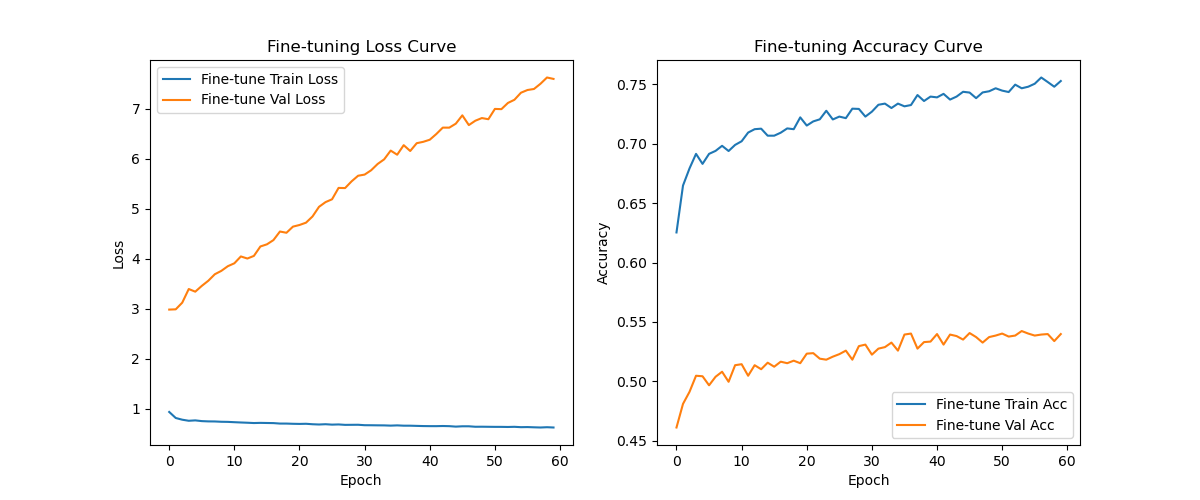 Fine-tuning Loss Curve
Fine-tune Train Loss
Fine-tune Val Loss
Loss
7
6
5
4
3
2
1
0 10 20 30 40 50 60
Epoch
Fine-tuning Accuracy Curve
Accuracy
0.75
0.70
0.65
0.60
0.55
0.50
0.45
Fine-tune Train Acc
Fine-tune Val Acc
0 10 20 30 40 50 60
Epoch